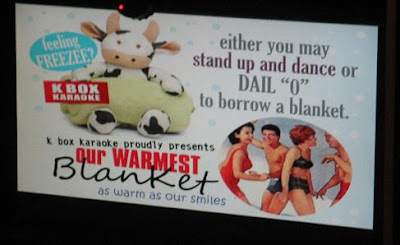 feeling
FREEZEE?
K BOX
KARAOKE
either you may
stand up and dance or
DAIL "0"
to borrow a blanket.
k box karaoke proudly presents
OUR WARMEST
Blanket
as warm as our smiles